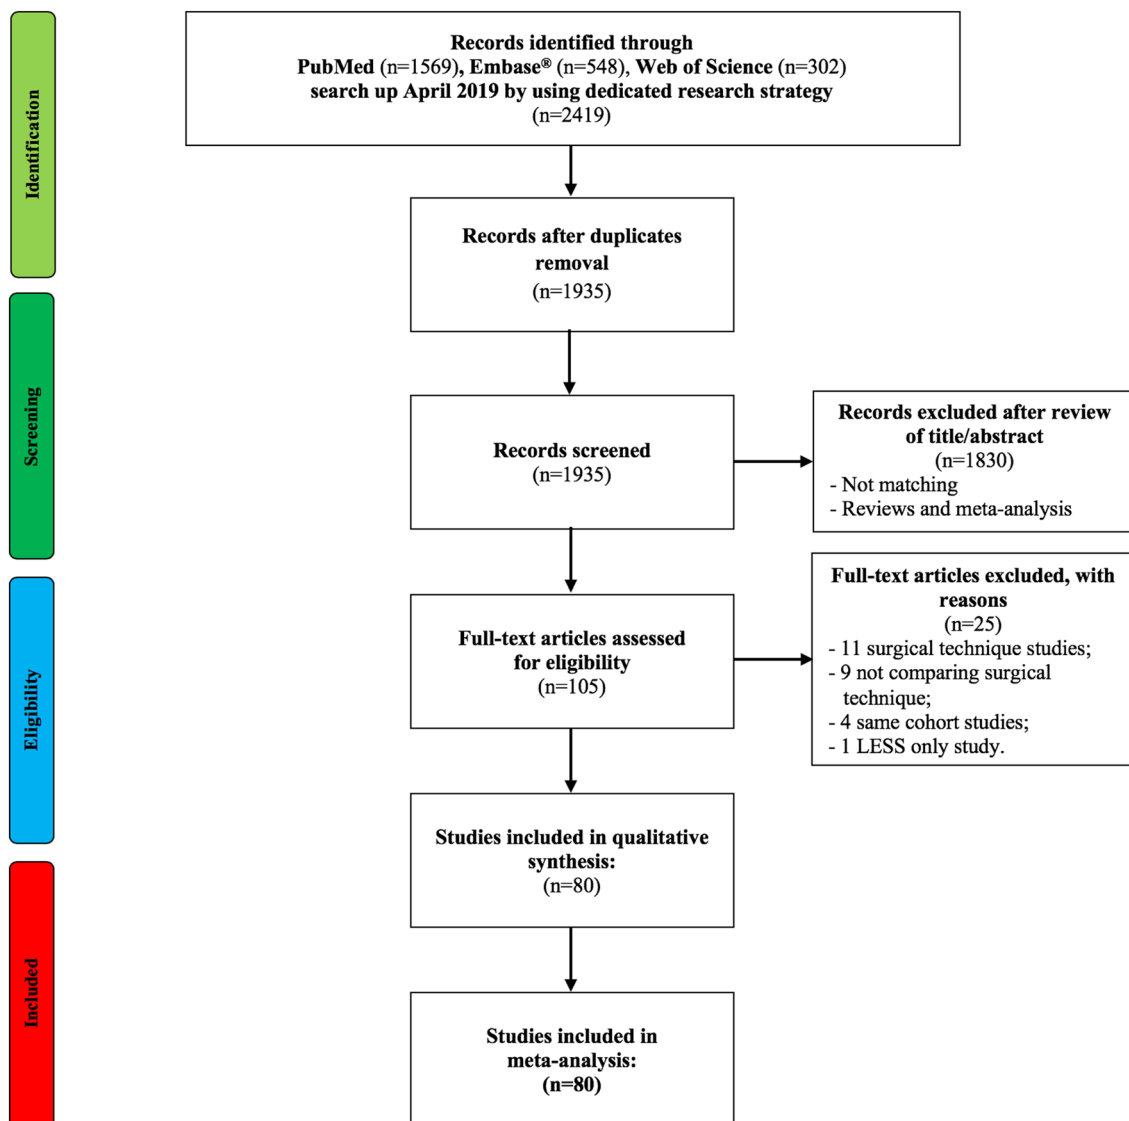 Identification
Records identified through
PubMed (n=1569), Embase® (n=548), Web of Science (n=302)
search up April 2019 by using dedicated research strategy
(n=2419)
Records after duplicates
removal
(n=1935)
Screening
Records screened
(n=1935)
Records excluded after review
of title/abstract
(n=1830)
- Not matching
- Reviews and meta-analysis
Eligibility
Full-text articles assessed
for eligibility
(n=105)
Full-text articles excluded, with
reasons
(n=25)
- 11 surgical technique studies;
- 9 not comparing surgical
technique;
- 4 same cohort studies;
- 1 LESS only study.
Included
Studies included in qualitative
synthesis:
(n=80)
Studies included in
meta-analysis:
(n=80)